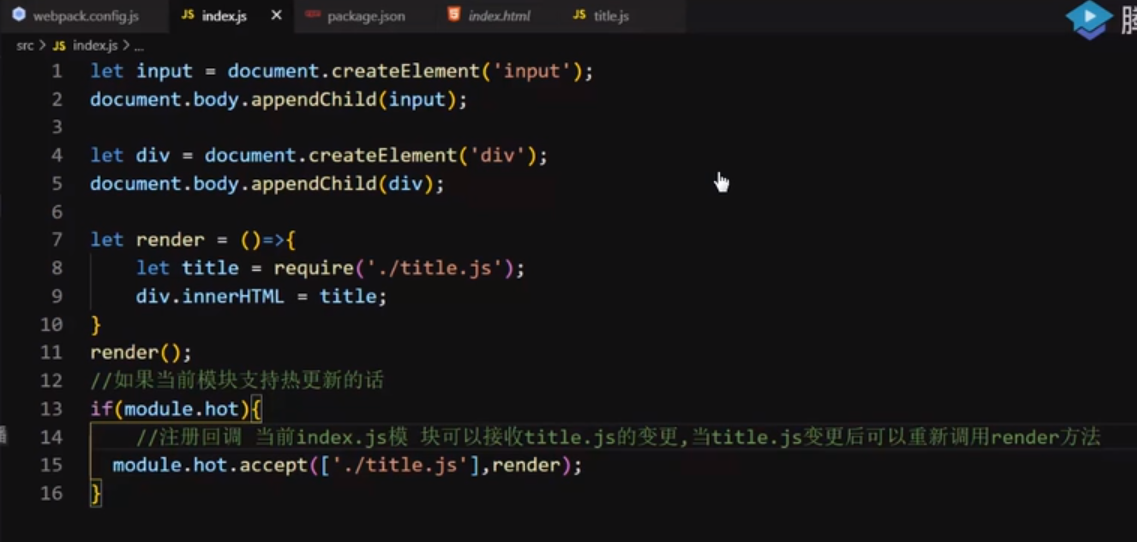 webpack.config.js JS index.js × package.json index.html JS title.js
src > JS index.js > ...
1 let input = document.createElement('input');
2 document.body.appendChild(input);
3
4 let div = document.createElement('div');
5 document.body.appendChild(div);
6
7 let render = ()=>{
8 let title = require('./title.js');
9 div.innerHTML = title;
10 }
11 render();
12 //如果当前模块支持热更新的话
13 if(module.hot){
14 //注册回调 当前index.js模 块可以接收title.js的变更,当title.js变更后可以重新调用render方法
15 module.hot.accept(['./title.js'],render);
16 }